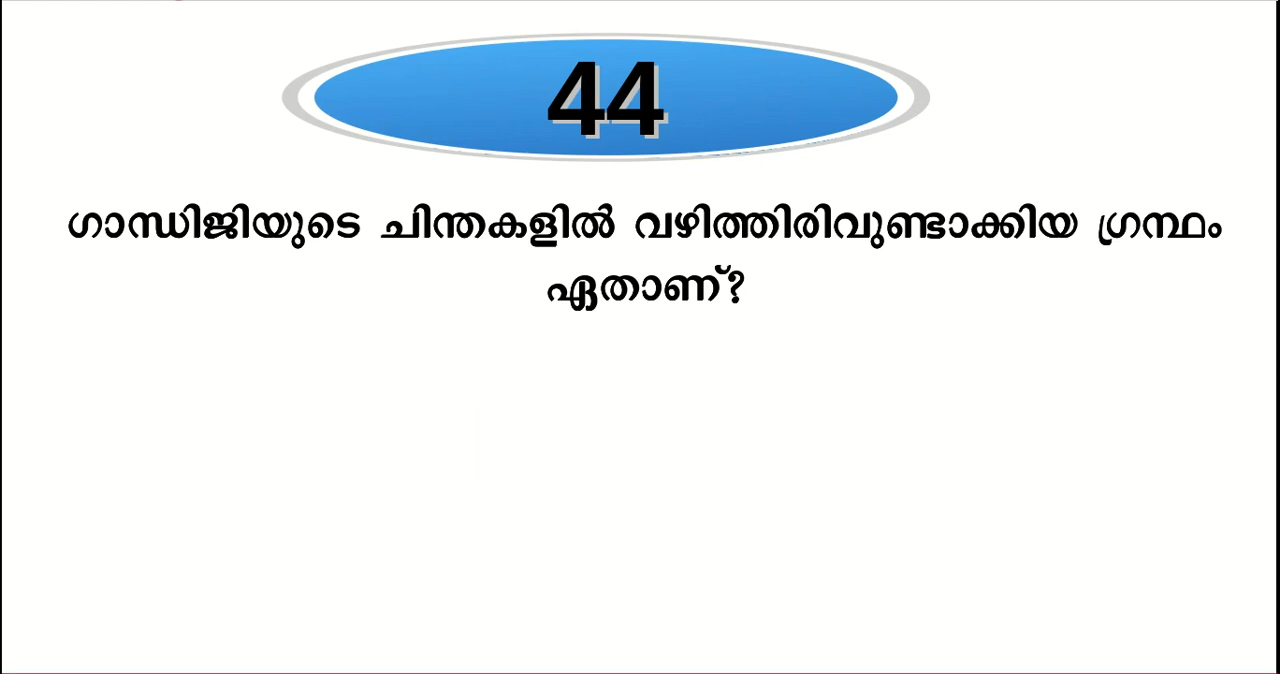 44
ഗാന്ധിജിയുടെ ചിന്തകളിൽ വഴിത്തിരിവുണ്ടാക്കിയ ഗ്രന്ഥം
ഏതാണ്?